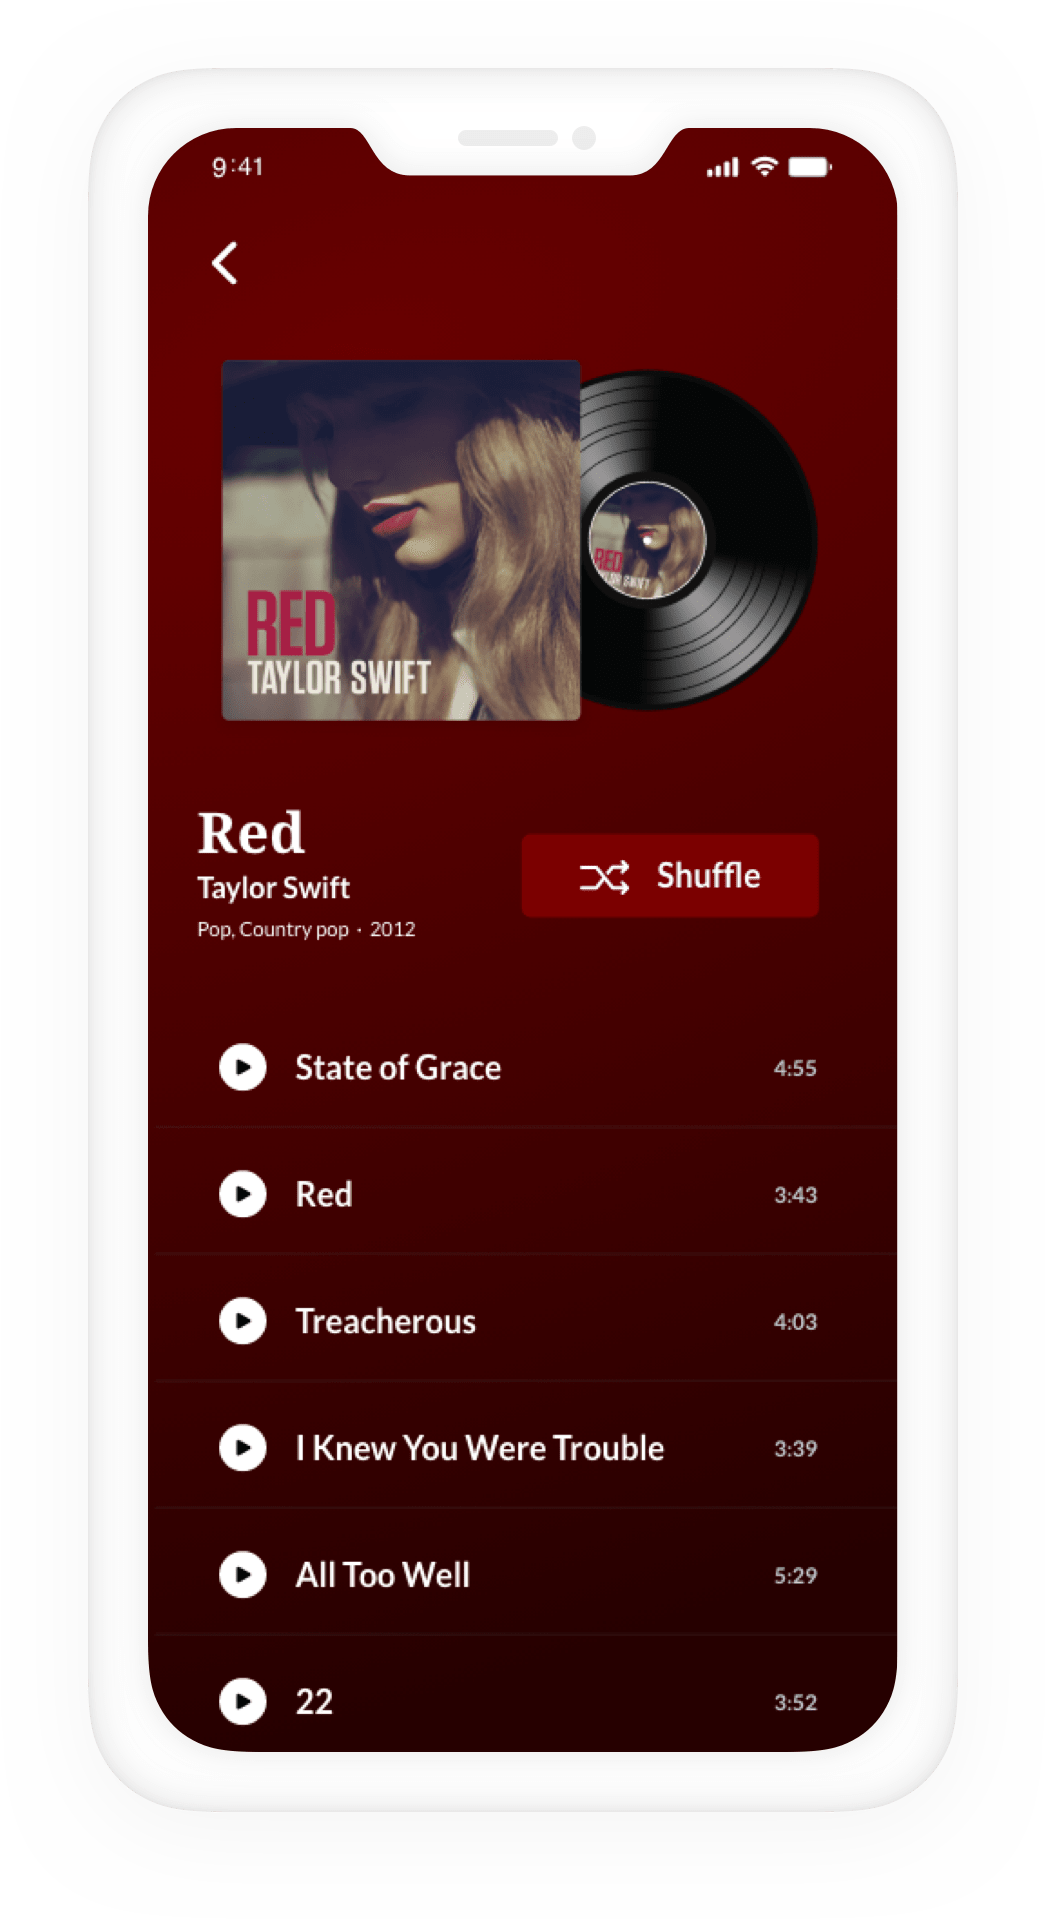 9:41
RED
TAYLOR SWIFT
RED
TAYLOR SWIFT
Red
Taylor Swift
Pop, Country pop · 2012
Shuffle
State of Grace 4:55
Red 3:43
Treacherous 4:03
I Knew You Were Trouble 3:39
All Too Well 5:29
22 3:52